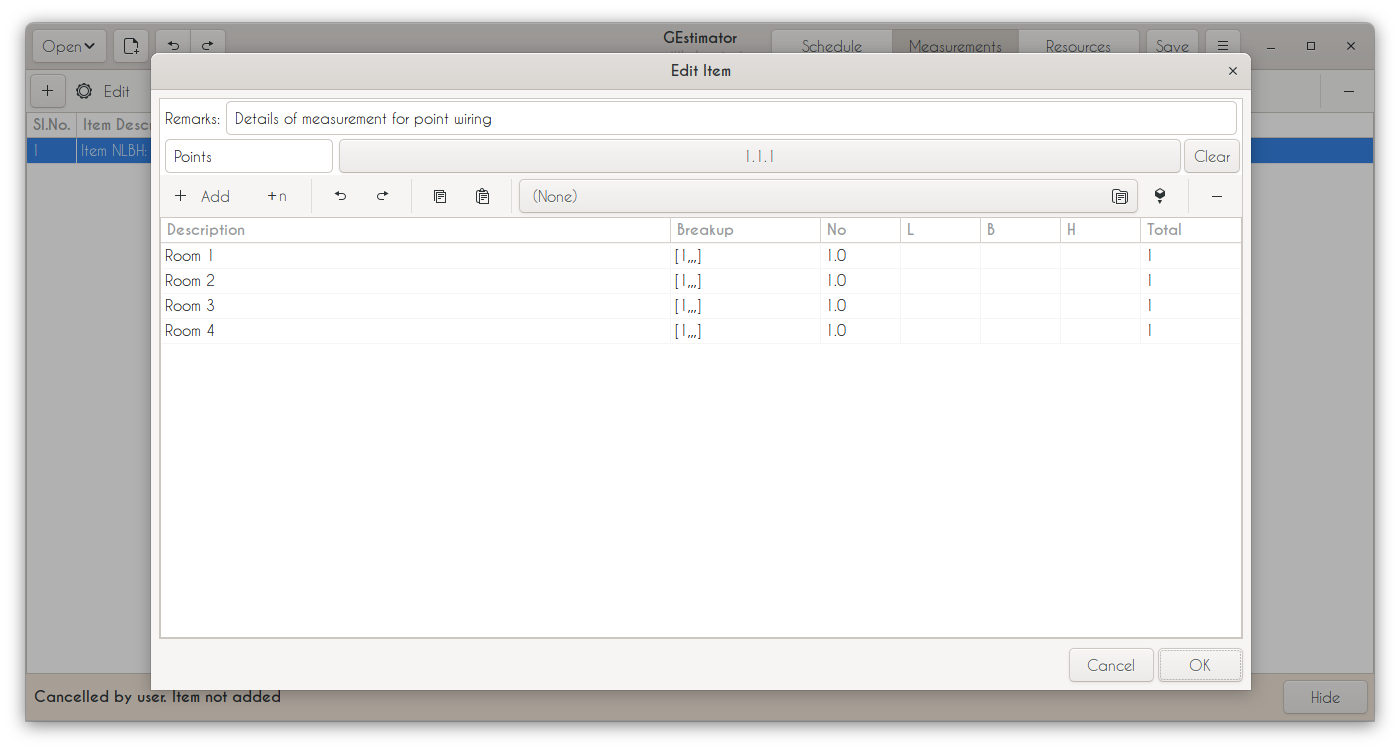 Open
GEstimator
Schedule
Measurements
Resources
Save
Edit Item
Edit
Remarks: Details of measurement for point wiring
Points
1.1.1
Clear
Sl.No. Item Descr
1 Item NLBH:
+ Add
+n
(None)
Description Breakup No L B H Total
Room 1 [1,,,] 1.0 1
Room 2 [1,,,] 1.0 1
Room 3 [1,,,] 1.0 1
Room 4 [1,,,] 1.0 1
Cancel
OK
Cancelled by user. Item not added
Hide